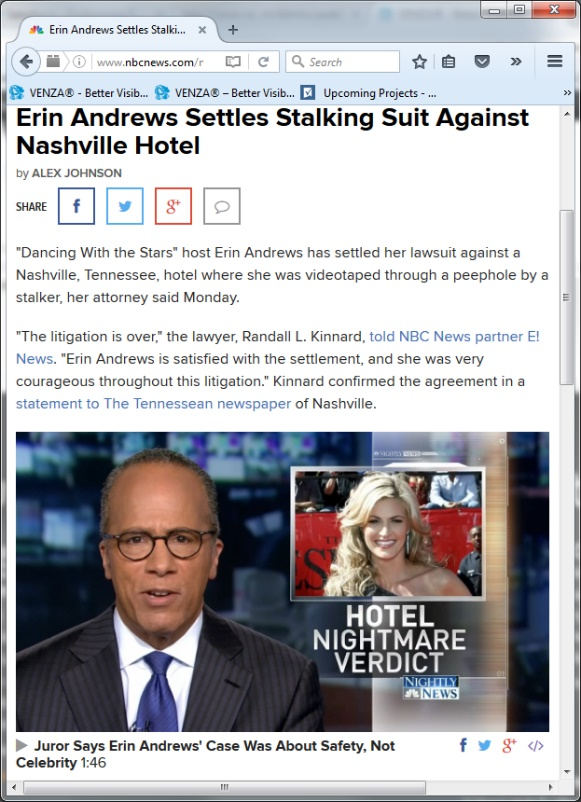 Erin Andrews Settles Stalki...
www.nbcnews.com/r
Search
VENZA® - Better Visib...
VENZA® – Better Visib...
Upcoming Projects - ...
Erin Andrews Settles Stalking Suit Against
Nashville Hotel
by ALEX JOHNSON
SHARE
"Dancing With the Stars" host Erin Andrews has settled her lawsuit against a
Nashville, Tennessee, hotel where she was videotaped through a peephole by a
stalker, her attorney said Monday.
"The litigation is over," the lawyer, Randall L. Kinnard, told NBC News partner E!
News. "Erin Andrews is satisfied with the settlement, and she was very
courageous throughout this litigation." Kinnard confirmed the agreement in a
statement to The Tennessean newspaper of Nashville.
NIGHTLY NEWS
HOTEL
NIGHTMARE
VERDICT
NIGHTLY
NEWS
Juror Says Erin Andrews' Case Was About Safety, Not
Celebrity 1:46